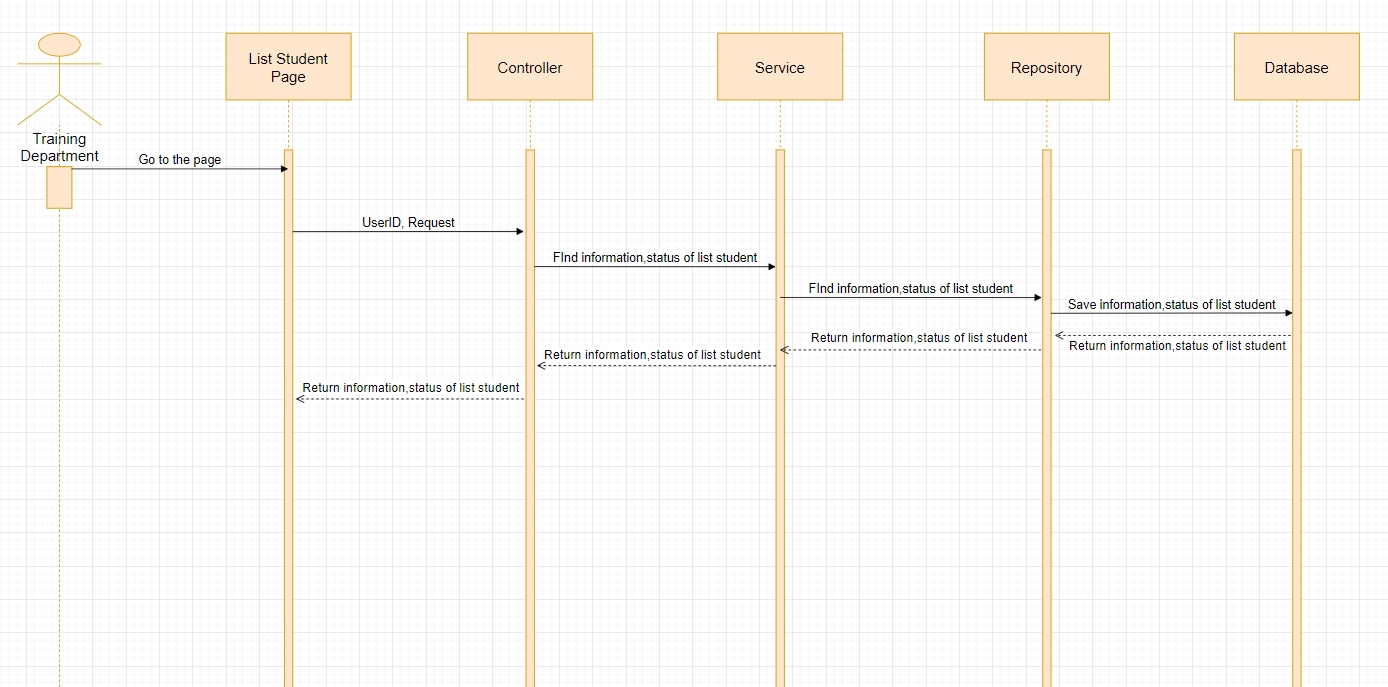 List Student
Page
Controller
Service
Repository
Database
Training
Department
Go to the page
UserID, Request
FInd information,status of list student
FInd information,status of list student
Save information,status of list student
Return information,status of list student
Return information,status of list student
Return information,status of list student
Return information,status of list student